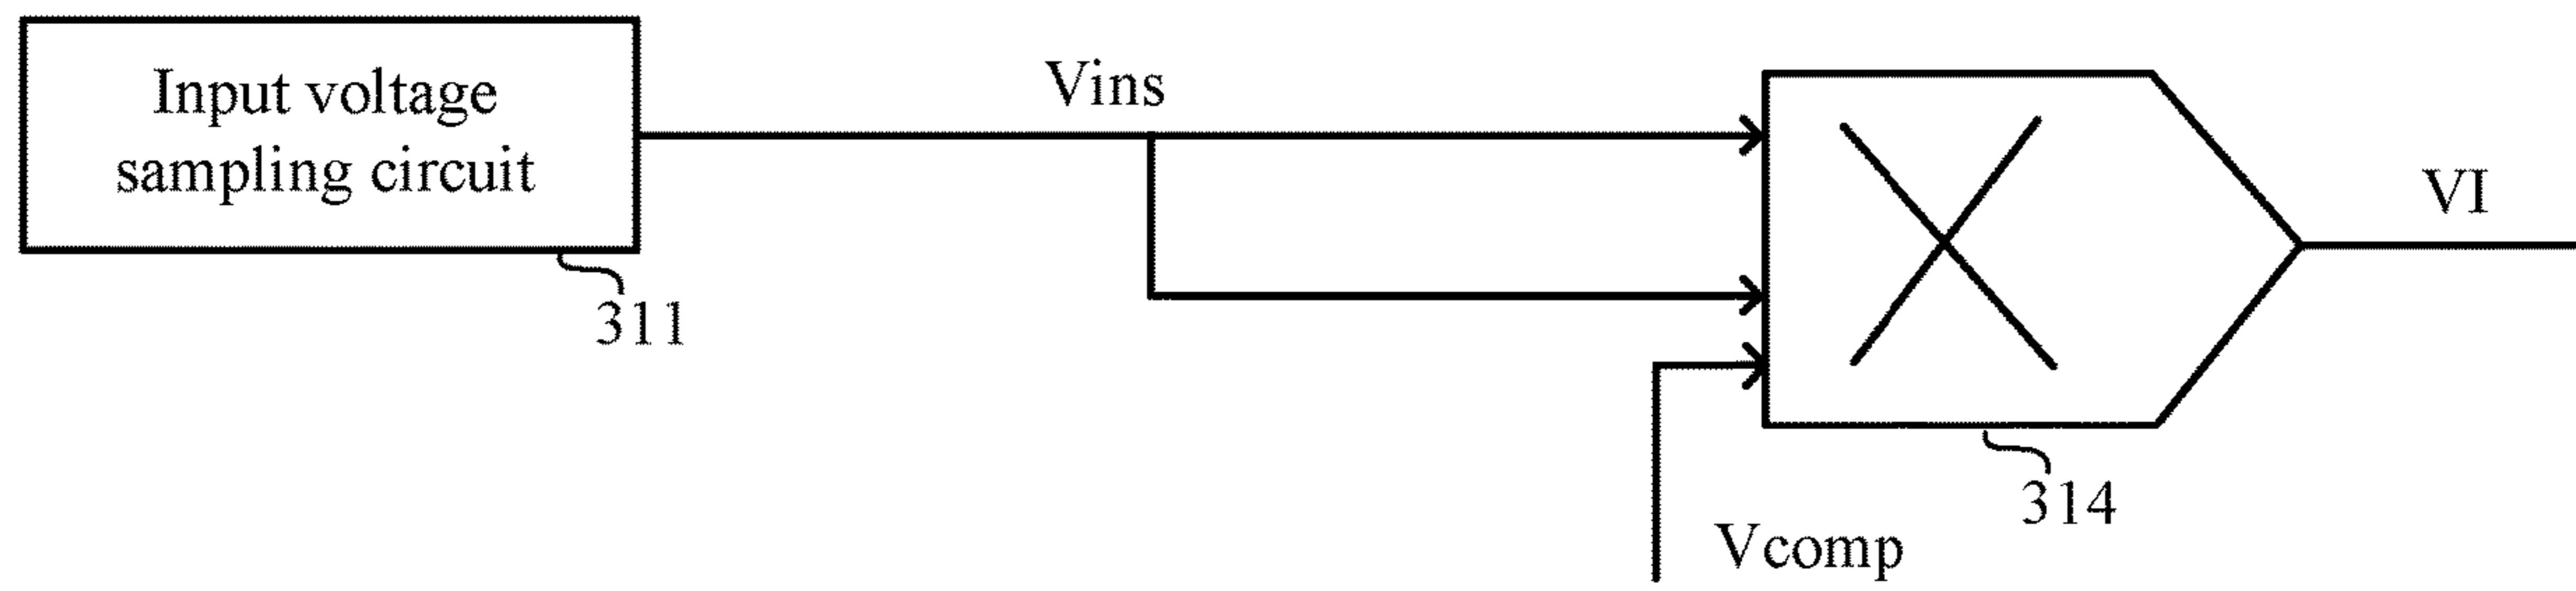 Input voltage
sampling circuit
311
Vins
VI
314
Vcomp